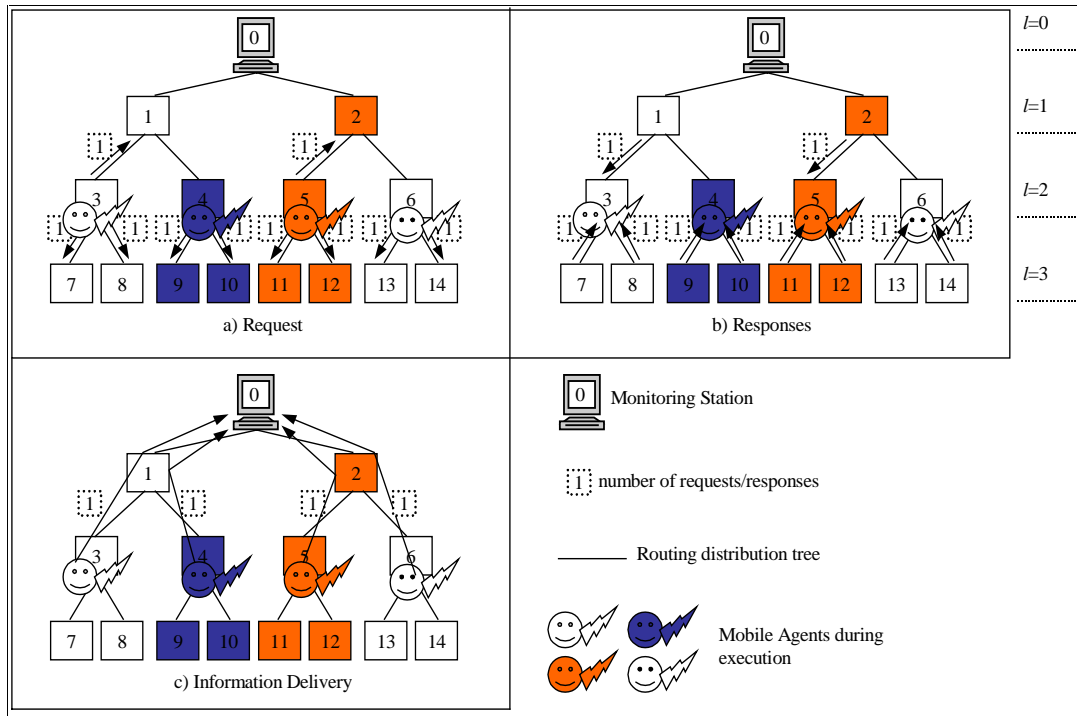 0
0
l=0
1
2
1
2
l=1
1
1
1
1
3
4
5
6
3
4
5
6
l=2
1 1 1 1 1 1 1 1
1 1 1 1 1 1 1 1
7 8 9 10 11 12 13 14
7 8 9 10 11 12 13 14
l=3
a) Request
b) Responses
0
0 Monitoring Station
1
2
1 1 1 1
1 number of requests/responses
3
4
5
6
Routing distribution tree
7 8 9 10 11 12 13 14
Mobile Agents during
execution
c) Information Delivery